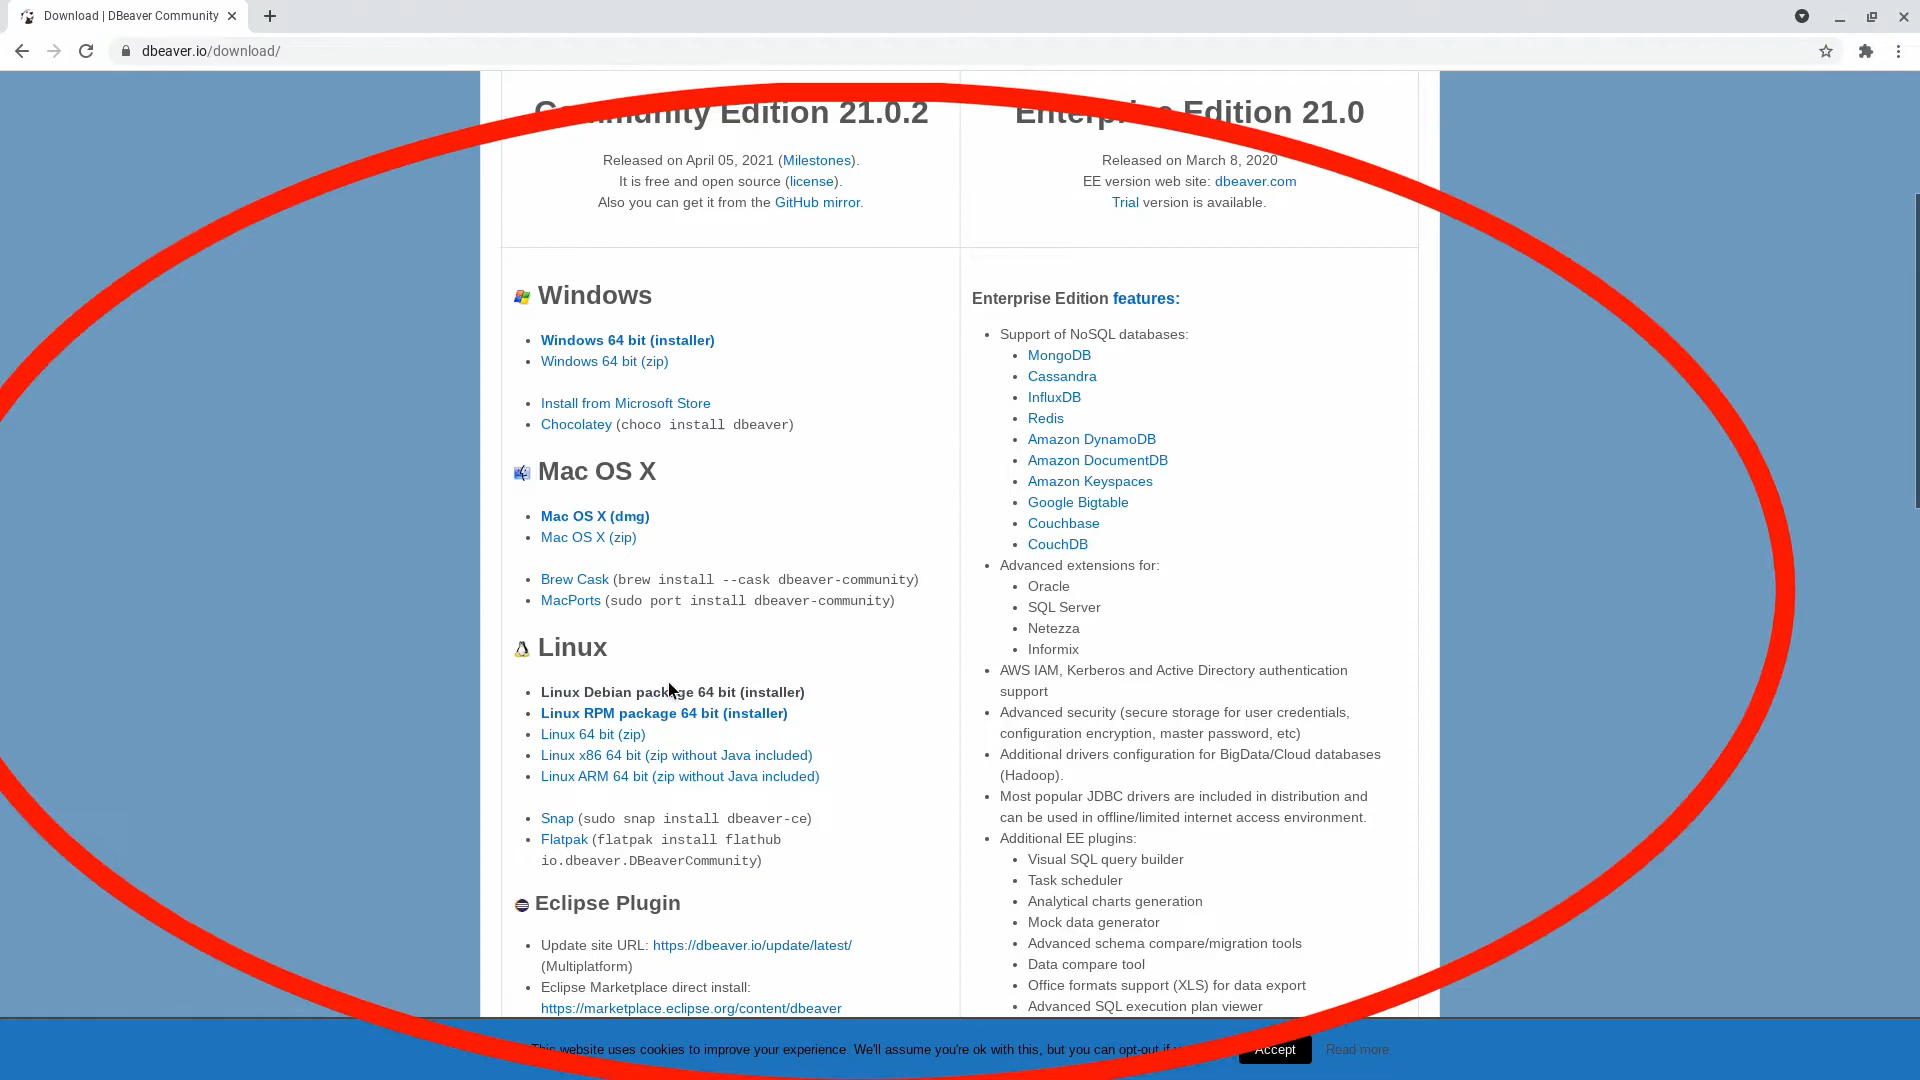 Download | DBeaver Community
dbeaver.io/download/
Community Edition 21.0.2
Released on April 05, 2021 (Milestones).
It is free and open source (license).
Also you can get it from the GitHub mirror.
Enterprise Edition 21.0
Released on March 8, 2020
EE version web site: dbeaver.com
Trial version is available.
Windows
Windows 64 bit (installer)
Windows 64 bit (zip)
Install from Microsoft Store
Chocolatey (choco install dbeaver)
Mac OS X
Mac OS X (dmg)
Mac OS X (zip)
Brew Cask (brew install --cask dbeaver-community)
MacPorts (sudo port install dbeaver-community)
Linux
Linux Debian package 64 bit (installer)
Linux RPM package 64 bit (installer)
Linux 64 bit (zip)
Linux x86 64 bit (zip without Java included)
Linux ARM 64 bit (zip without Java included)
Snap (sudo snap install dbeaver-ce)
Flatpak (flatpak install flathub
io.dbeaver.DBeaverCommunity)
Eclipse Plugin
Update site URL: https://dbeaver.io/update/latest/
(Multiplatform)
Eclipse Marketplace direct install:
https://marketplace.eclipse.org/content/dbeaver
Enterprise Edition features:
Support of NoSQL databases:
MongoDB
Cassandra
InfluxDB
Redis
Amazon DynamoDB
Amazon DocumentDB
Amazon Keyspaces
Google Bigtable
Couchbase
CouchDB
Advanced extensions for:
Oracle
SQL Server
Netezza
Informix
AWS IAM, Kerberos and Active Directory authentication
support
Advanced security (secure storage for user credentials,
configuration encryption, master password, etc)
Additional drivers configuration for BigData/Cloud databases
(Hadoop).
Most popular JDBC drivers are included in distribution and
can be used in offline/limited internet access environment.
Additional EE plugins:
Visual SQL query builder
Task scheduler
Analytical charts generation
Mock data generator
Advanced schema compare/migration tools
Data compare tool
Office formats support (XLS) for data export
Advanced SQL execution plan viewer
This website uses cookies to improve your experience. We'll assume you're ok with this, but you can opt-out if
Accept
Read more